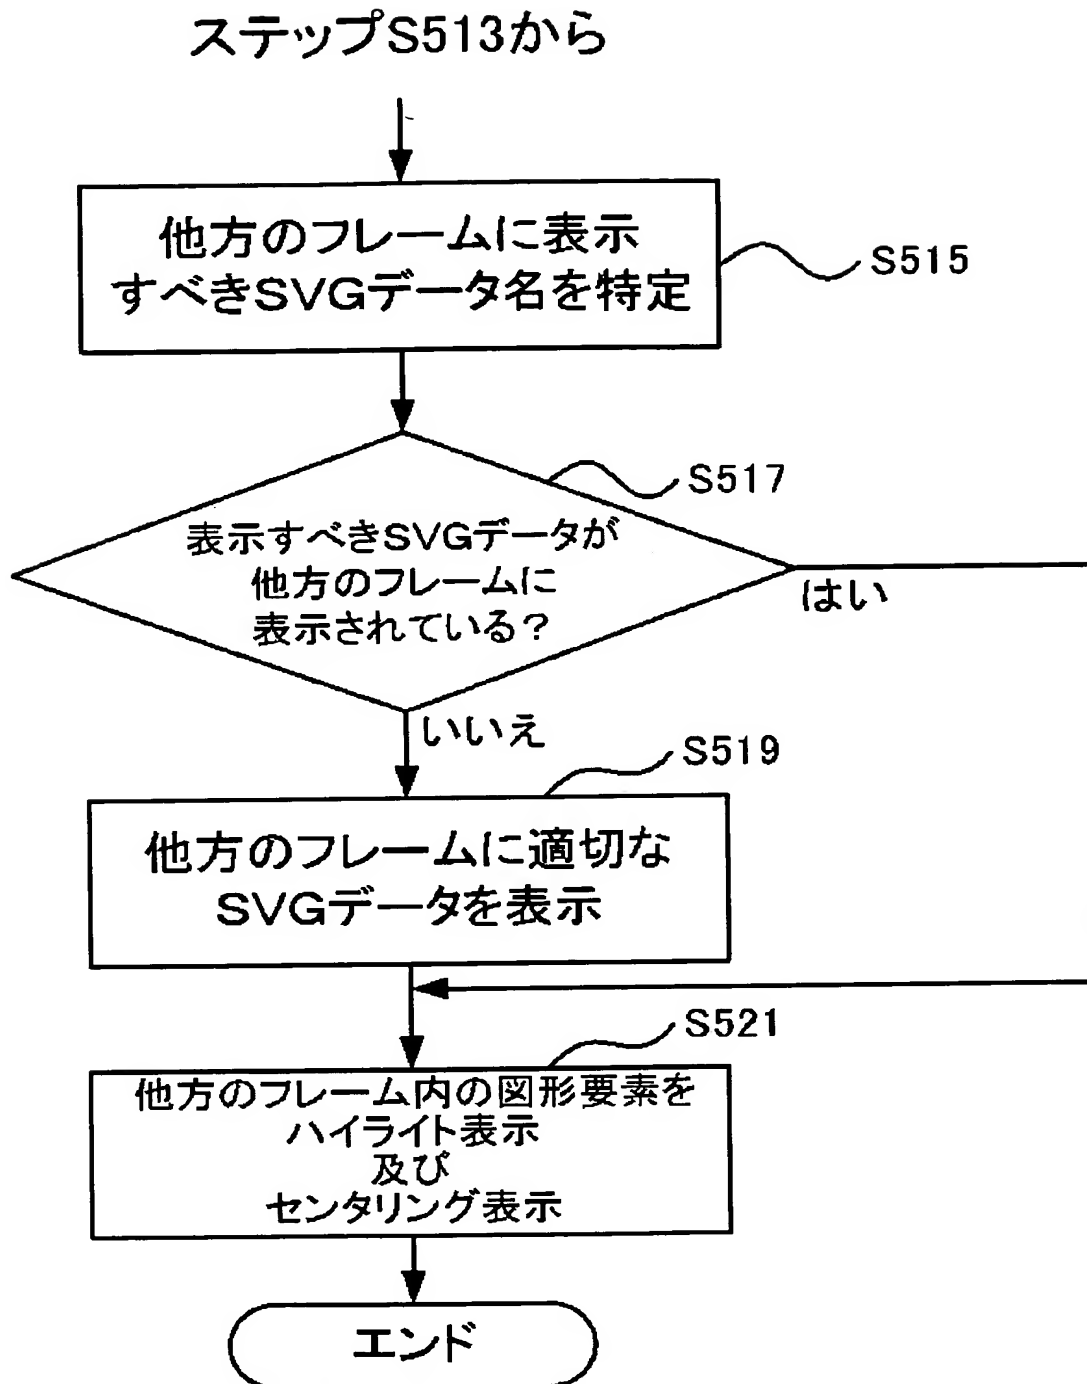 ステップS513から
他方のフレームに表示
すべきSVGデータ名を特定
S515
S517
表示すべきSVGデータが
他方のフレームに
表示されている？
はい
いいえ
S519
他方のフレームに適切な
SVGデータを表示
S521
他方のフレーム内の図形要素を
ハイライト表示
及び
センタリング表示
エンド